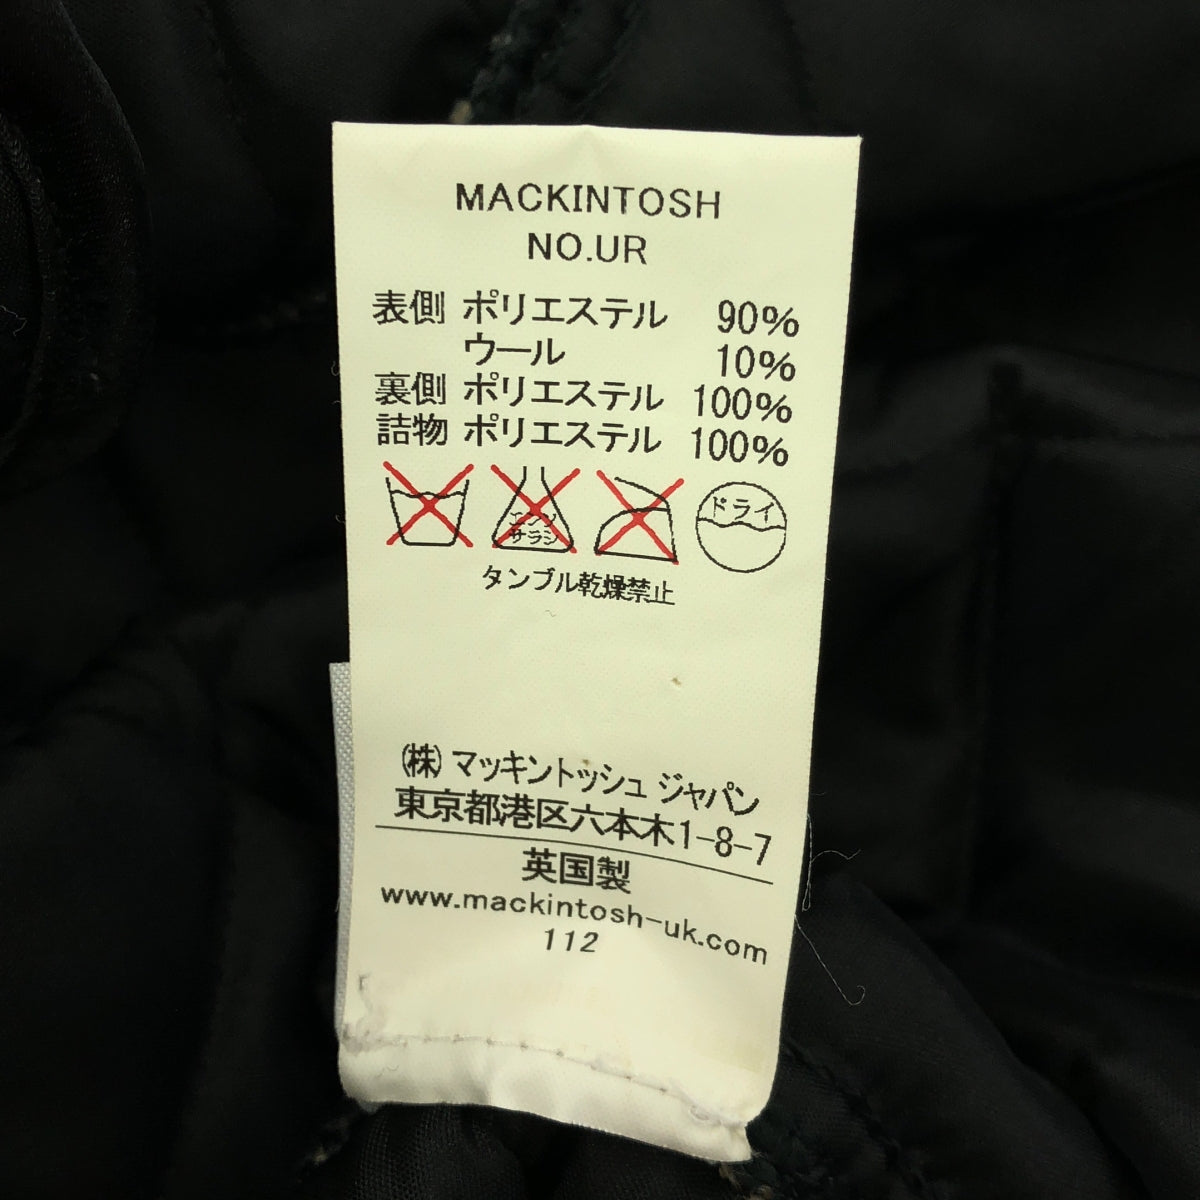 MACKINTOSH
NO.UR
表側 ポリエステル 90%
ウール 10%
裏側 ポリエステル 100%
詰物 ポリエステル 100%
エンソ
サラシ
ドライ
タンブル乾燥禁止
(株) マッキントッシュ ジャパン
東京都港区六本木1-8-7
英国製
www.mackintosh-uk.com
112